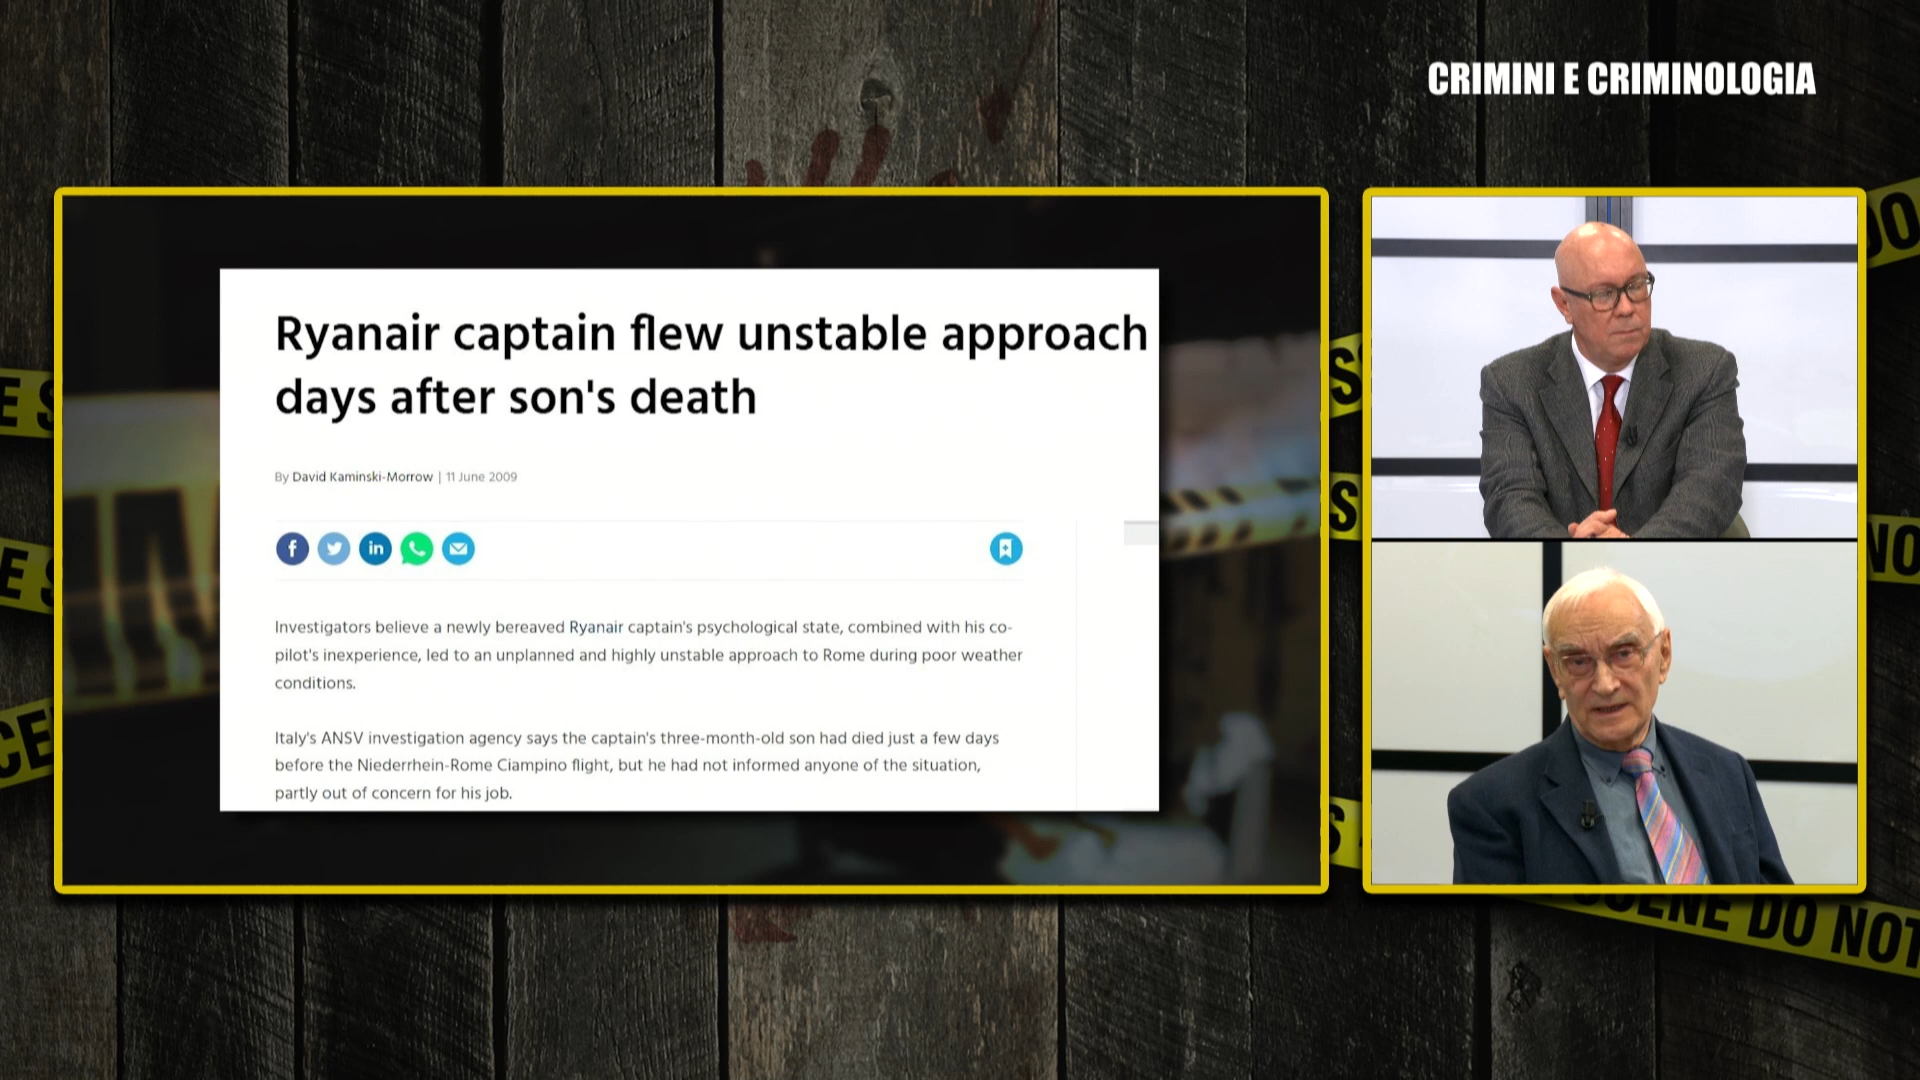 CRIMINI E CRIMINOLOGIA
Ryanair captain flew unstable approach
days after son's death
By David Kaminski-Morrow | 11 June 2009
Investigators believe a newly bereaved Ryanair captain's psychological state, combined with his co-
pilot's inexperience, led to an unplanned and highly unstable approach to Rome during poor weather
conditions.
Italy's ANSV investigation agency says the captain's three-month-old son had died just a few days
before the Niederrhein-Rome Ciampino flight, but he had not informed anyone of the situation,
partly out of concern for his job.
SCENE DO NOT